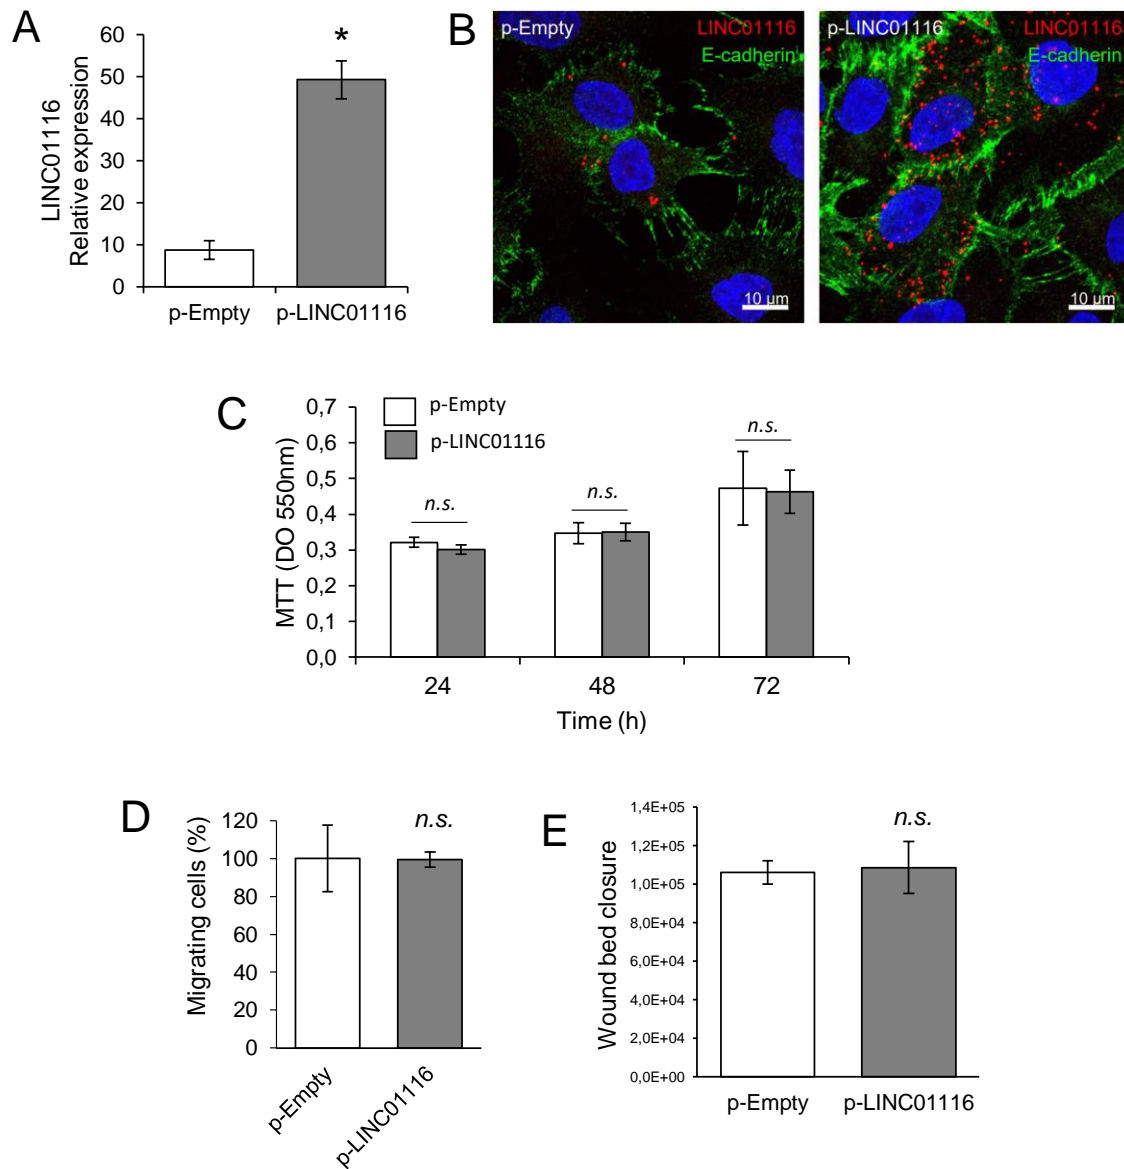 A
LINC01116
Relative expression
60
50
40
30
20
10
0
*
p-Empty
p-LINC01116
B
p-Empty
LINC01116
E-cadherin
10 µm
p-LINC01116
LINC01116
E-cadherin
10 µm
C
MTT (DO 550nm)
0,7
0,6
0,5
0,4
0,3
0,2
0,1
0,0
p-Empty
p-LINC01116
n.s.
n.s.
n.s.
24
48
72
Time (h)
D
Migrating cells (%)
120
100
80
60
40
20
0
n.s.
p-Empty
p-LINC01116
E
Wound bed closure
1,4E+05
1,2E+05
1,0E+05
8,0E+04
6,0E+04
4,0E+04
2,0E+04
0,0E+00
n.s.
p-Empty
p-LINC01116